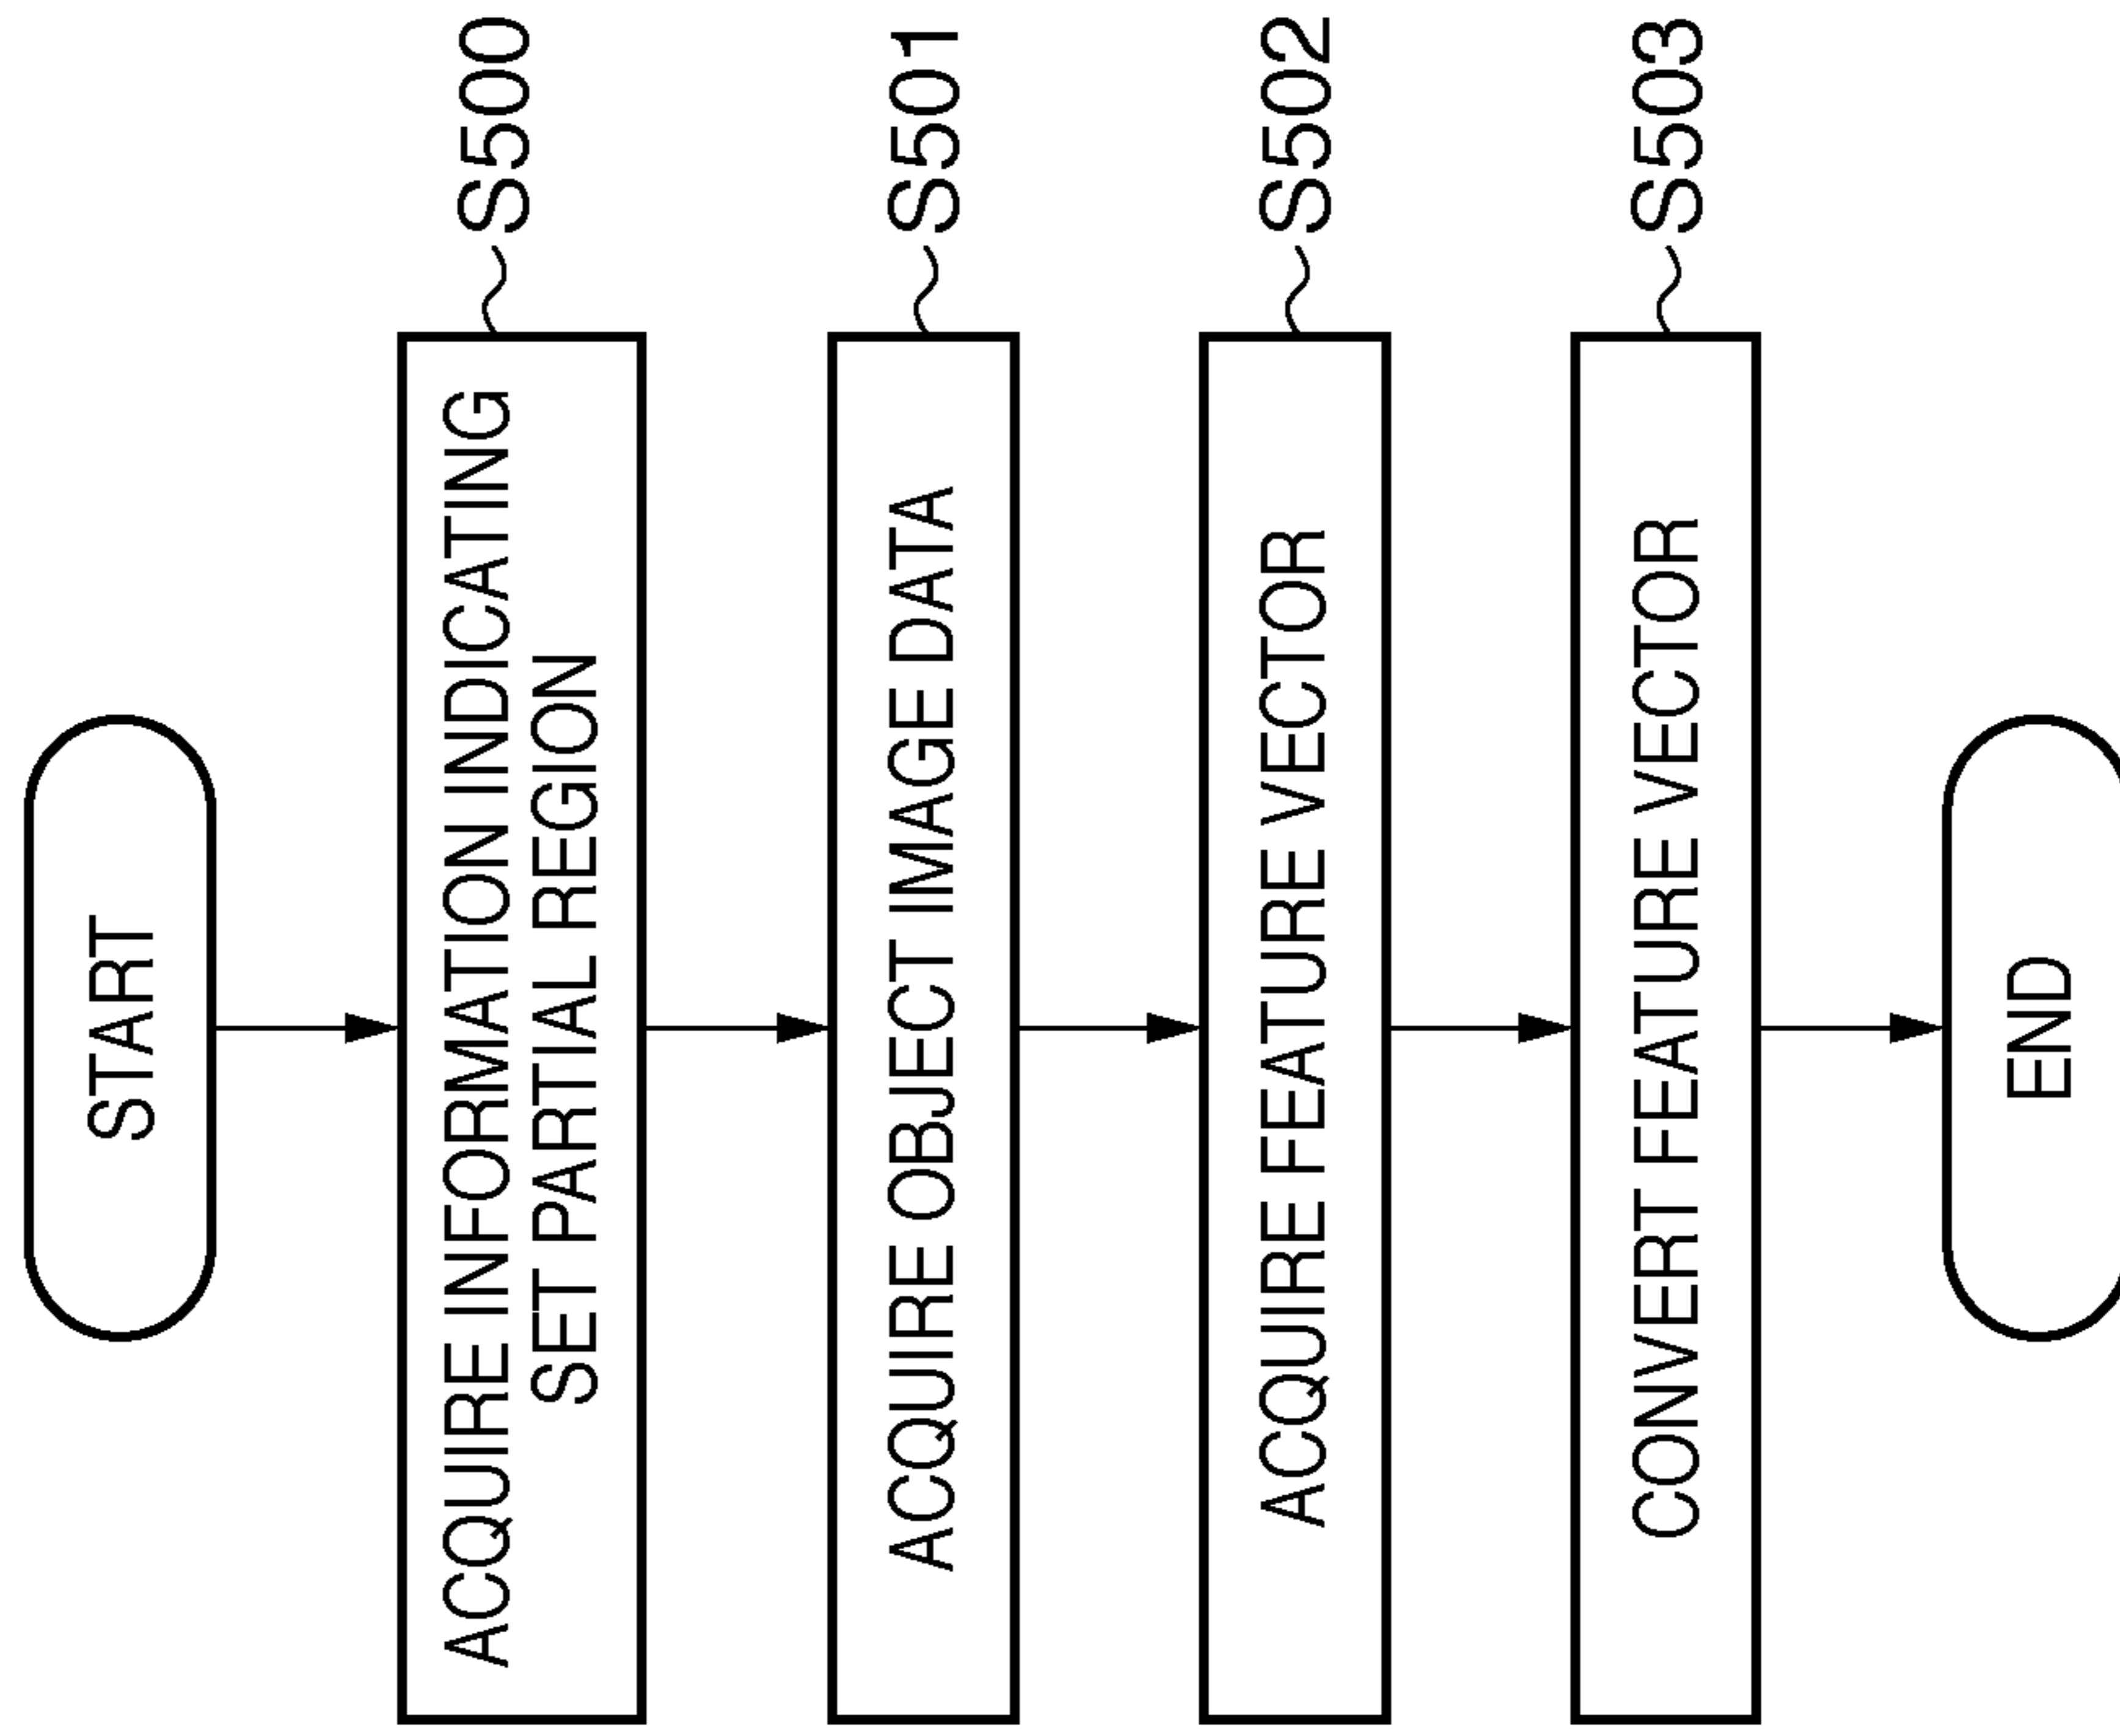 START
ACQUIRE INFORMATION INDICATING
SET PARTIAL REGION
S500
ACQUIRE OBJECT IMAGE DATA
S501
ACQUIRE FEATURE VECTOR
S502
CONVERT FEATURE VECTOR
S503
END